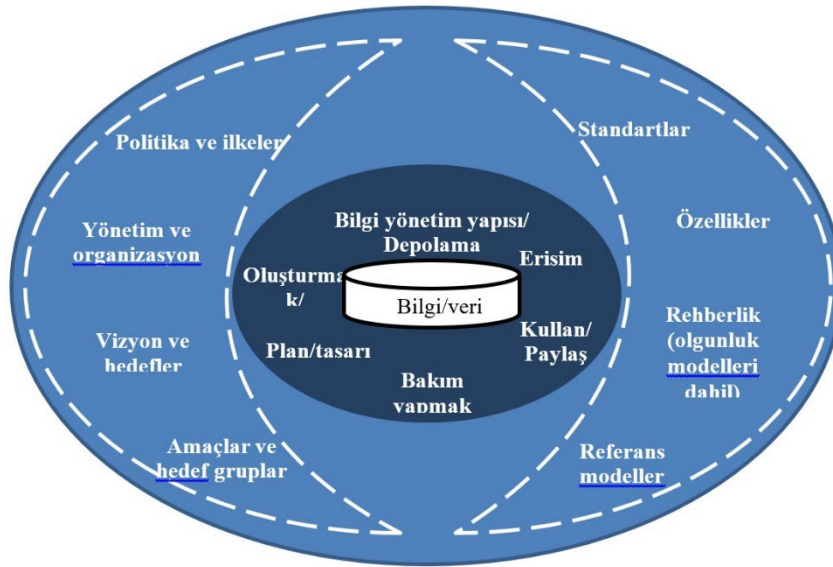 Politika ve ilkeler
Yönetim ve
organizasyon
Vizyon ve
hedefler
Amaçlar ve
hedef gruplar
Bilgi yönetim yapısı/
Depolama
Oluşturma
k/
Erisim
Bilgi/veri
Plan/tasarı
Kullan/
Paylaş
Bakım
yapmak
Standartlar
Özellikler
Rehberlik
(olgunluk
modelleri
dahil)
Referans
modeller